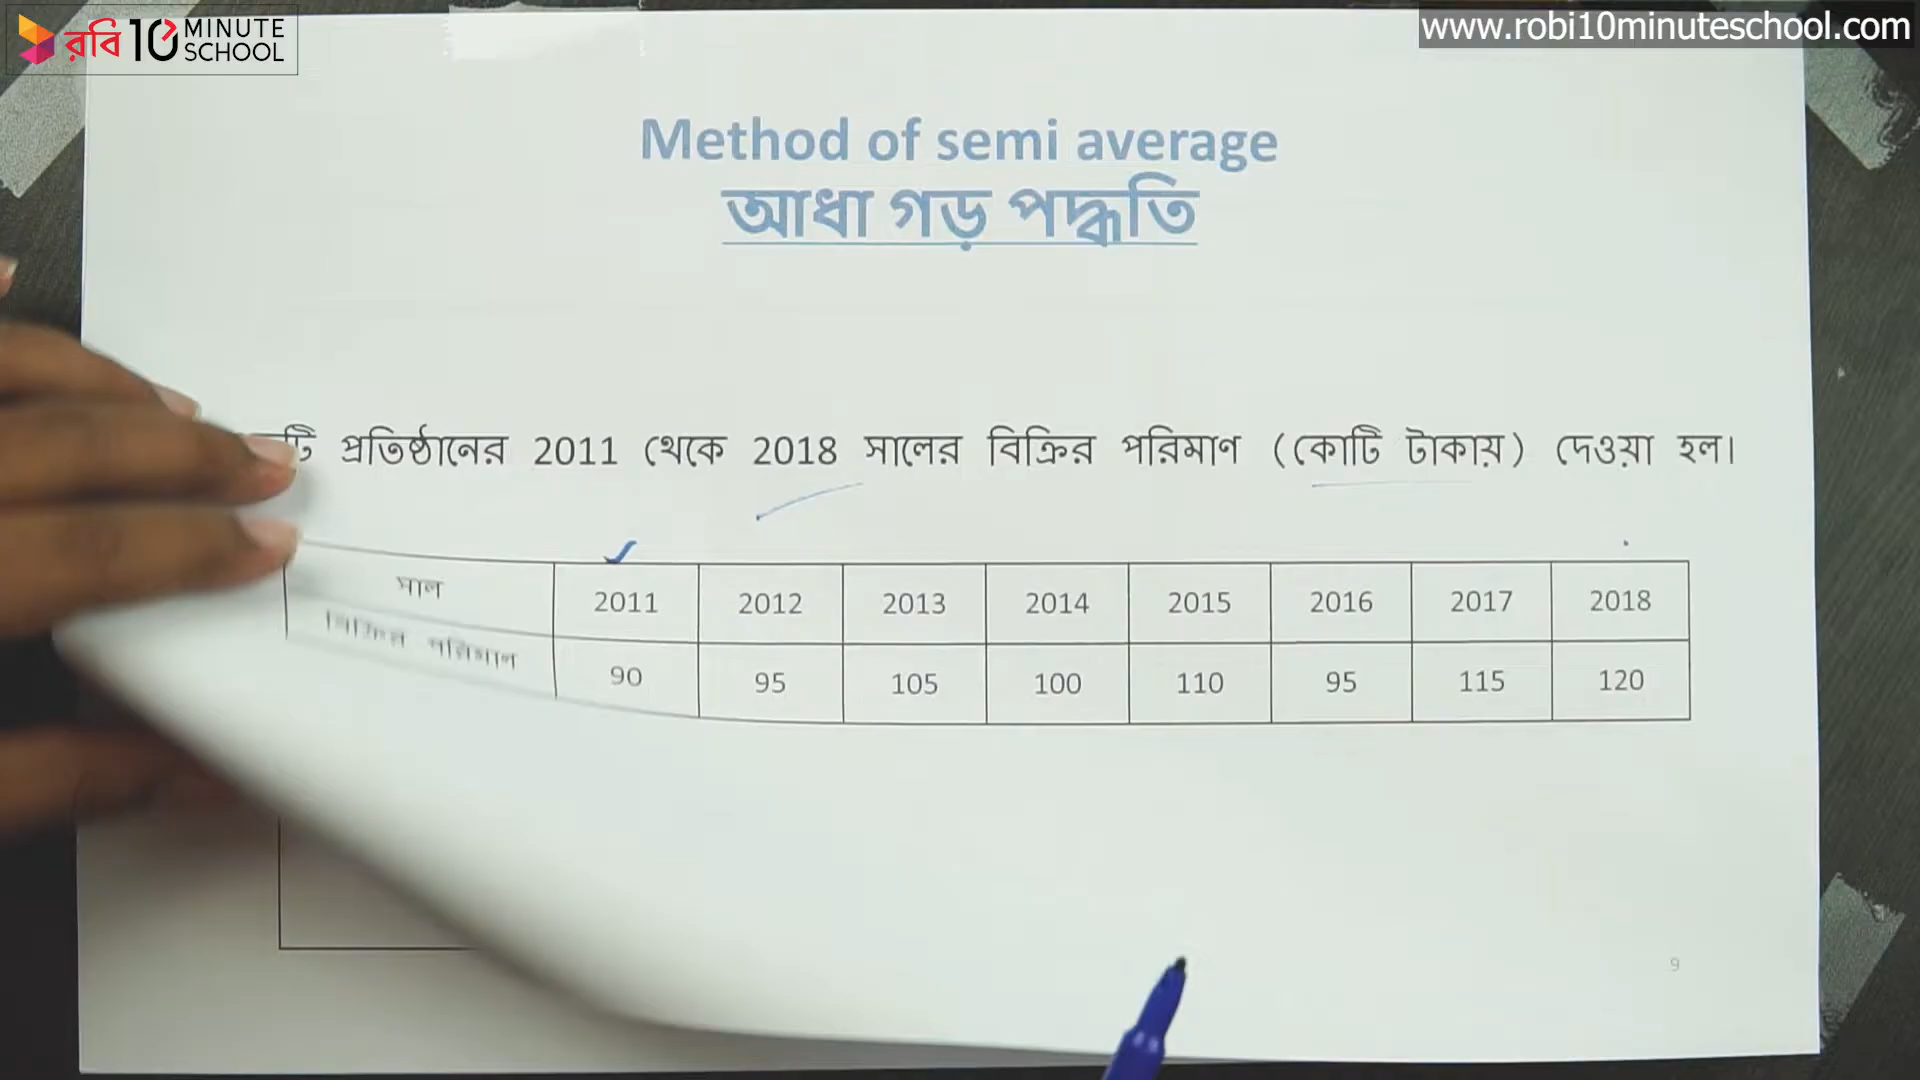 রবি 10 MINUTE SCHOOL
www.robi10minuteschool.com
Method of semi average
আধা গড় পদ্ধতি
প্রতিষ্ঠানের 2011 থেকে 2018 সালের বিক্রির পরিমাণ (কোটি টাকায়) দেওয়া হল।
সাল 2011 2012 2013 2014 2015 2016 2017 2018
বিক্রির পরিমাণ 90 95 105 100 110 95 115 120
9